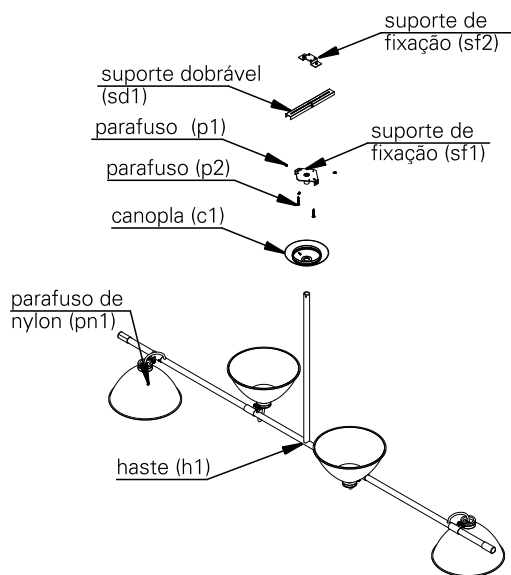 suporte de
fixação (sf2)
suporte dobrável
(sd1)
parafuso (p1)
suporte de
fixação (sf1)
parafuso (p2)
canopla (c1)
parafuso de
nylon (pn1)
haste (h1)